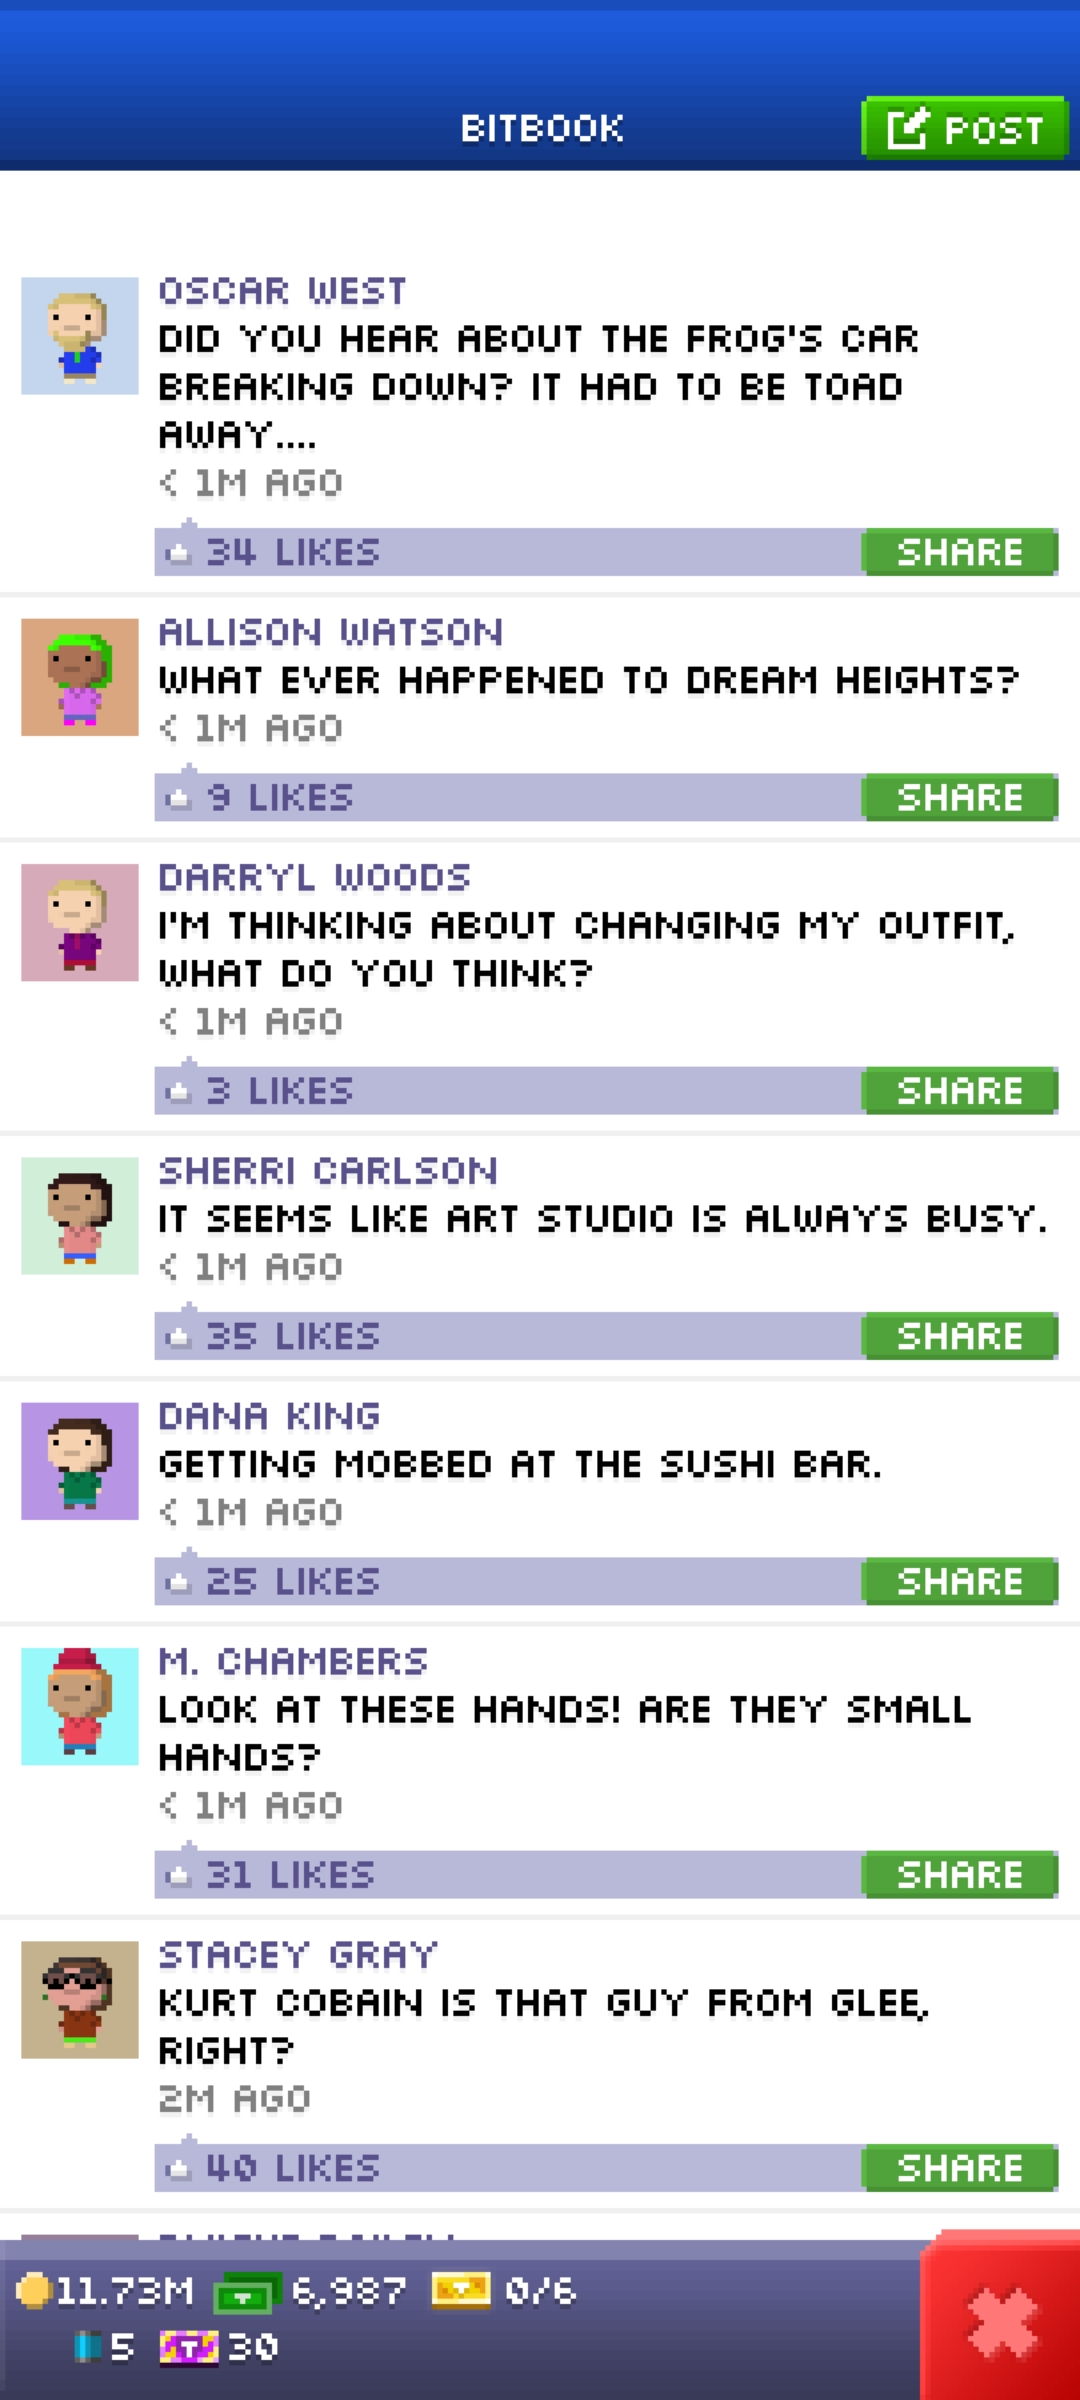 BITBOOK
POST
OSCAR WEST
DID YOU HEAR ABOUT THE FROG'S CAR
BREAKING DOWN? IT HAD TO BE TOAD
AWAY....
< 1M AGO
34 LIKES
SHARE
ALLISON WATSON
WHAT EVER HAPPENED TO DREAM HEIGHTS?
< 1M AGO
9 LIKES
SHARE
DARRYL WOODS
I'M THINKING ABOUT CHANGING MY OUTFIT,
WHAT DO YOU THINK?
< 1M AGO
3 LIKES
SHARE
SHERRI CARLSON
IT SEEMS LIKE ART STUDIO IS ALWAYS BUSY.
< 1M AGO
35 LIKES
SHARE
DANA KING
GETTING MOBBED AT THE SUSHI BAR.
< 1M AGO
25 LIKES
SHARE
M. CHAMBERS
LOOK AT THESE HANDS! ARE THEY SMALL
HANDS?
< 1M AGO
31 LIKES
SHARE
STACEY GRAY
KURT COBAIN IS THAT GUY FROM GLEE,
RIGHT?
2M AGO
40 LIKES
SHARE
11.73M 6,987 0/6
5 T 30